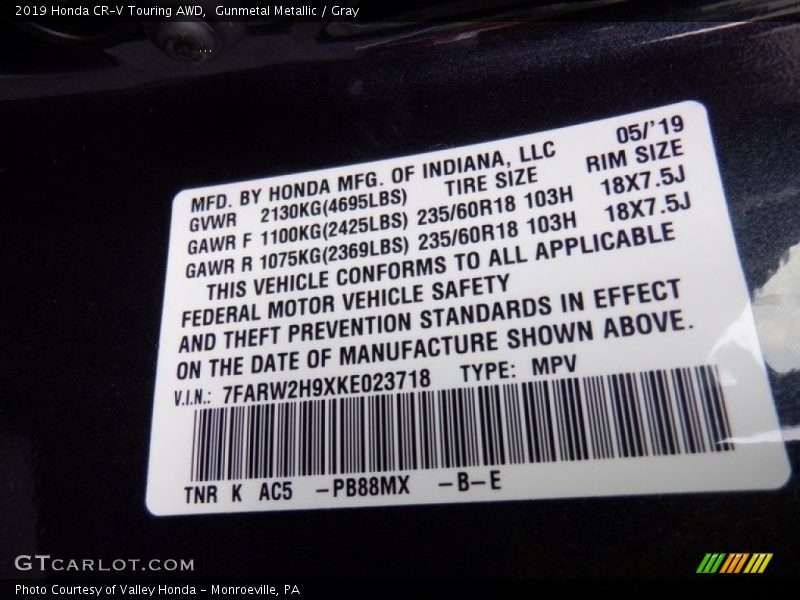 2019 Honda CR-V Touring AWD,  Gunmetal Metallic / Gray
MFD. BY HONDA MFG. OF INDIANA, LLC 05/'19
GVWR 2130KG(4695LBS) TIRE SIZE RIM SIZE
GAWR F 1100KG(2425LBS) 235/60R18 103H 18X7.5J
GAWR R 1075KG(2369LBS) 235/60R18 103H 18X7.5J
THIS VEHICLE CONFORMS TO ALL APPLICABLE
FEDERAL MOTOR VEHICLE SAFETY
AND THEFT PREVENTION STANDARDS IN EFFECT
ON THE DATE OF MANUFACTURE SHOWN ABOVE.
V.I.N.: 7FARW2H9XKE023718 TYPE: MPV
TNR K AC5 -PB88MX -B-E
GTCARLOT.COM
Photo Courtesy of Valley Honda - Monroeville, PA